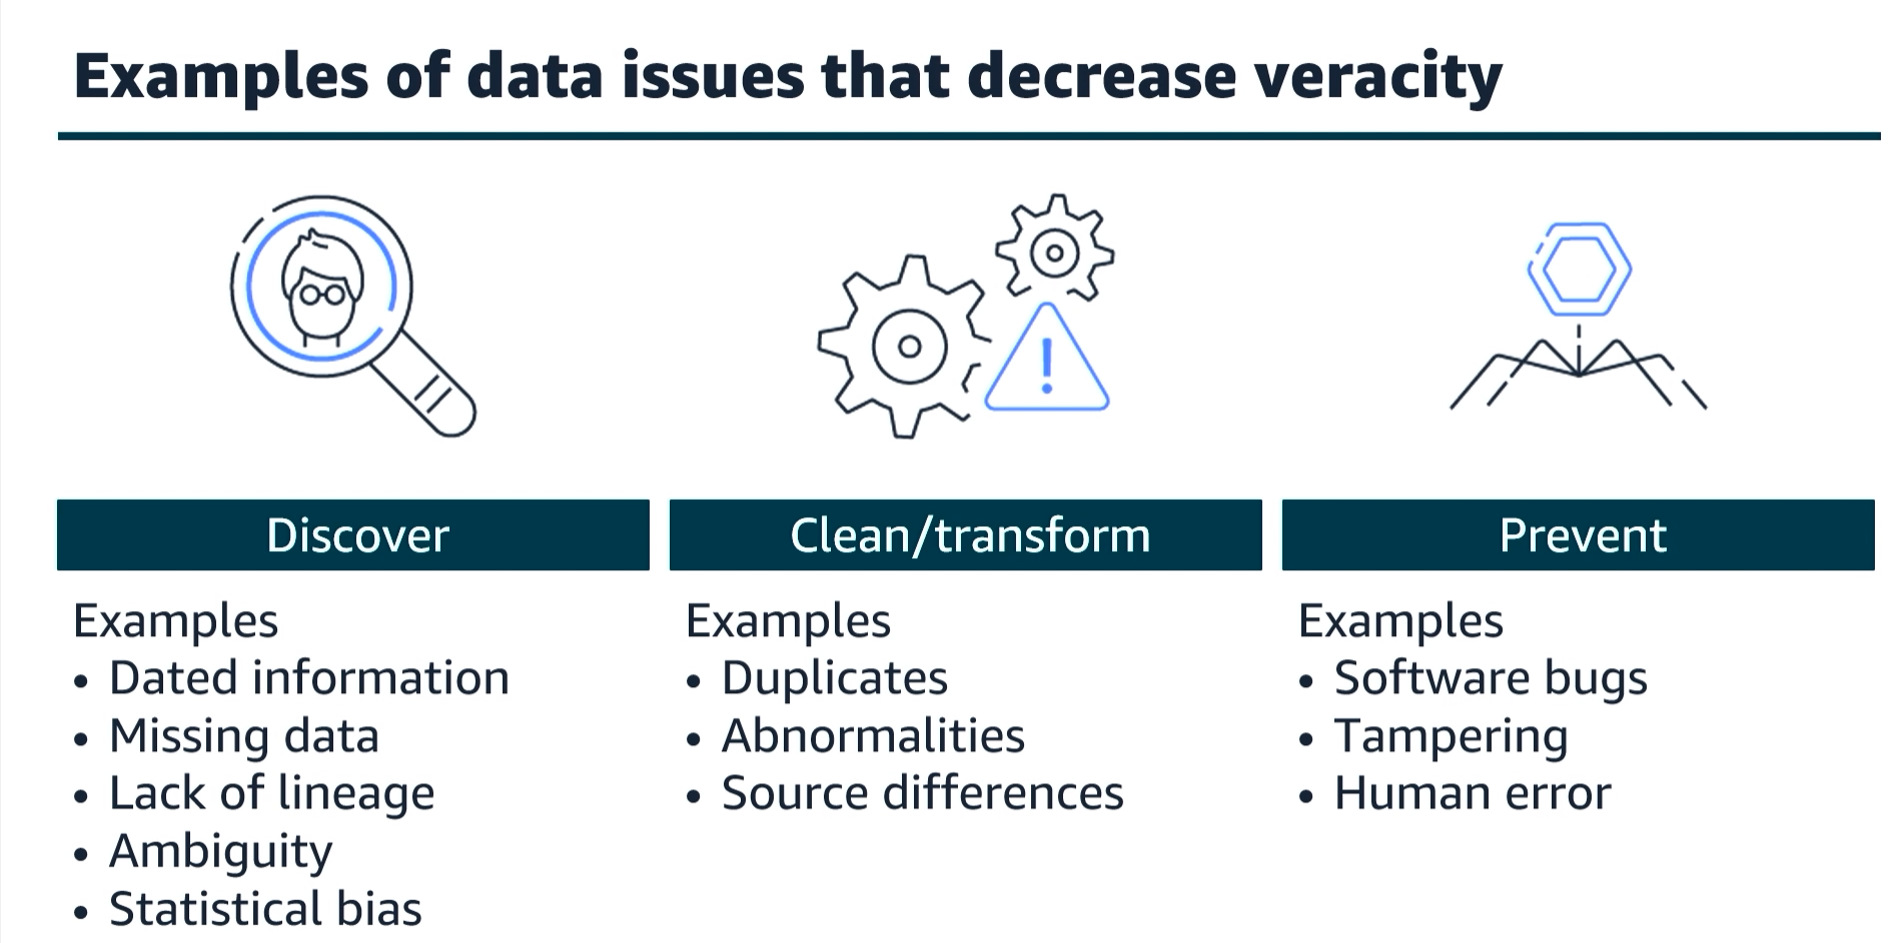 Examples of data issues that decrease veracity
Discover
Examples
• Dated information
• Missing data
• Lack of lineage
• Ambiguity
• Statistical bias
Clean/transform
Examples
• Duplicates
• Abnormalities
• Source differences
Prevent
Examples
• Software bugs
• Tampering
• Human error